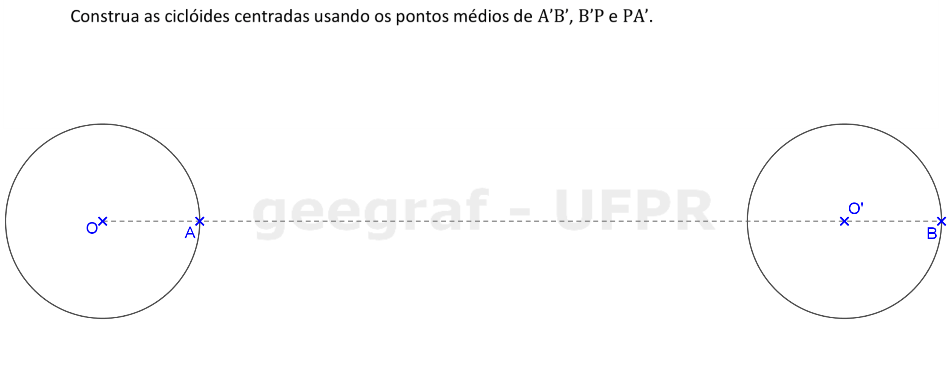 Construa as ciclóides centradas usando os pontos médios de A'B', B'P e PA'.
geegraf - UFPR
O'
O
A
B